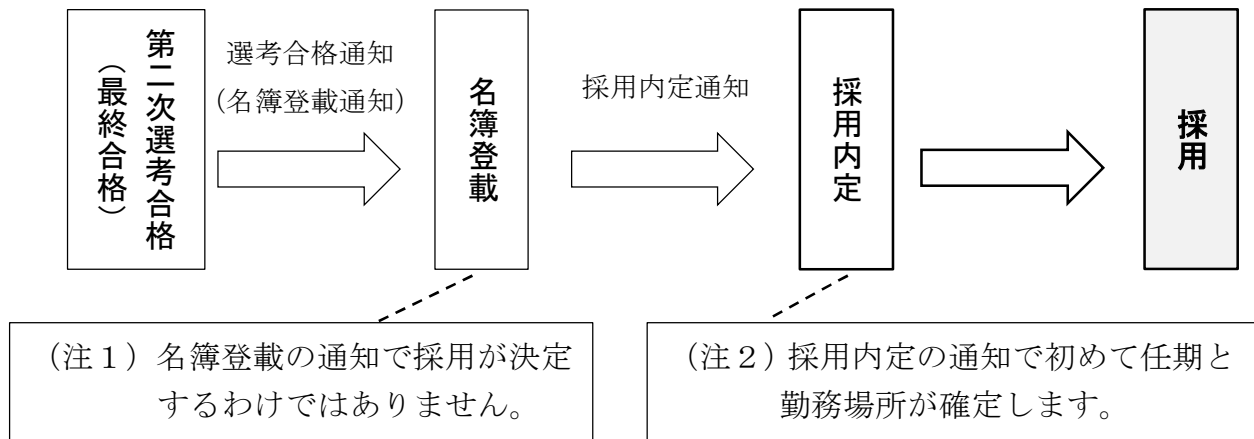 第二次選考合格
（最終合格）
選考合格通知
（名簿登載通知）
名簿登載
採用内定通知
採用内定
採用
（注１）名簿登載の通知で採用が決定
するわけではありません。
（注２）採用内定の通知で初めて任期と
勤務場所が確定します。